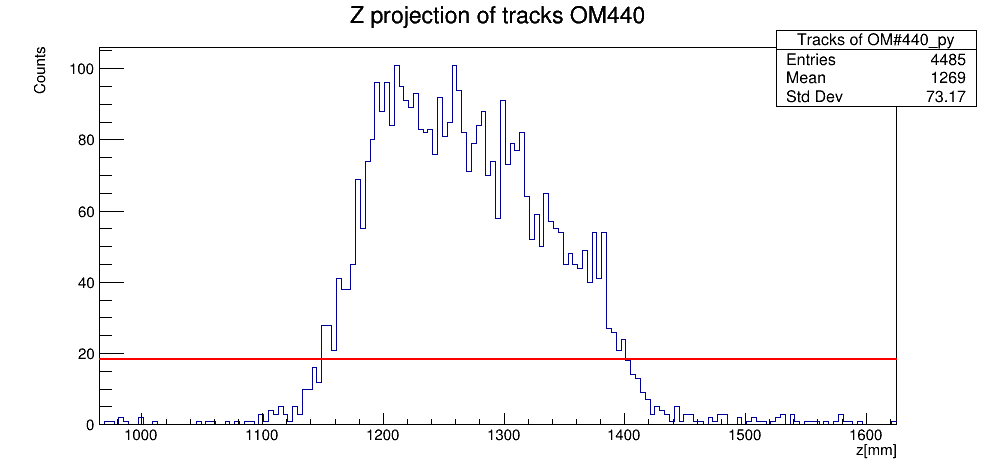 Z projection of tracks OM440
Tracks of OM#440_py
Entries 4485
Mean 1269
Std Dev 73.17
Counts
100
80
60
40
20
0
1000 1100 1200 1300 1400 1500 1600
z[mm]